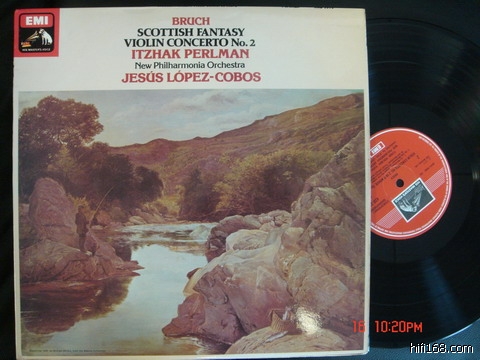 EMI
BRUCH
SCOTTISH FANTASY
VIOLIN CONCERTO No. 2
ITZHAK PERLMAN
New Philharmonia Orchestra
JESÚS LÓPEZ-COBOS
16 10:20PM
hifi168.com